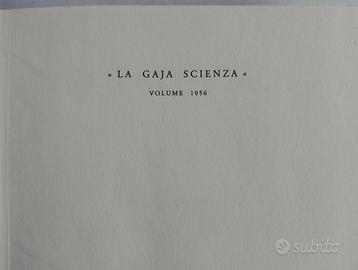 » LA GAJA SCIENZA «
VOLUME 1056
subito